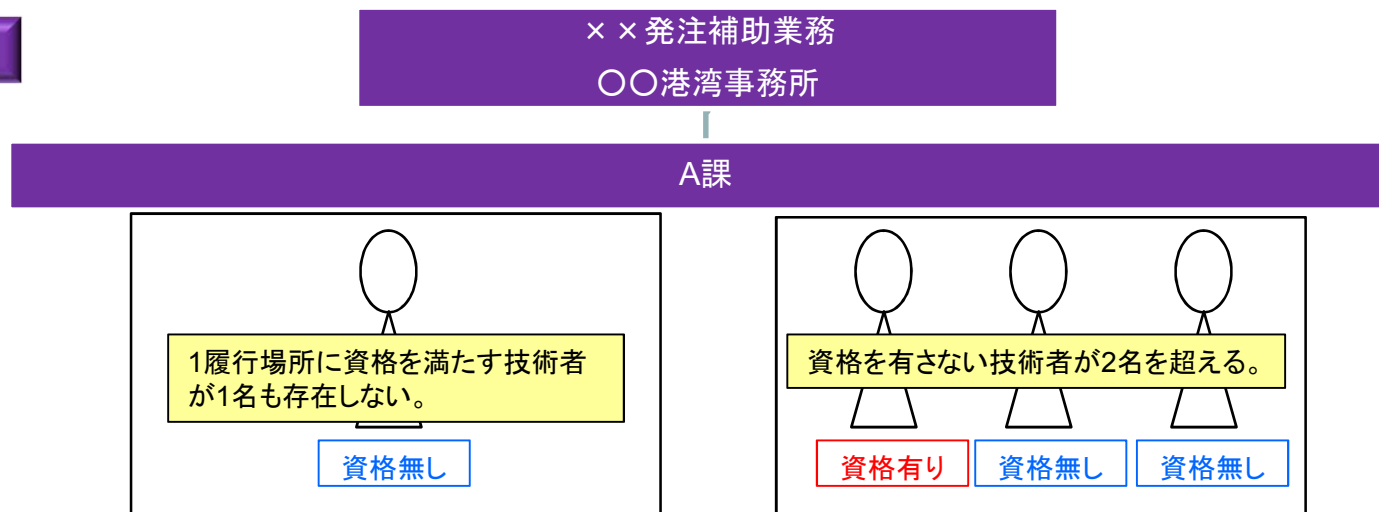 ××発注補助業務
〇〇港湾事務所
A課
1履行場所に資格を満たす技術者
が1名も存在しない。
資格無し
資格を有さない技術者が2名を超える。
資格有り
資格無し
資格無し